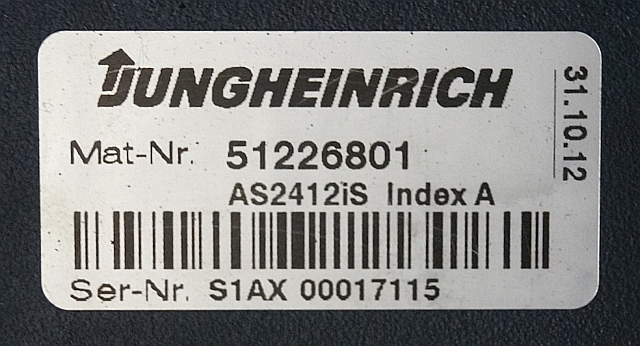 JUNGHEINRICH
31.10.12
Mat-Nr. 51226801
AS2412iS Index A
Ser-Nr. S1AX 00017115